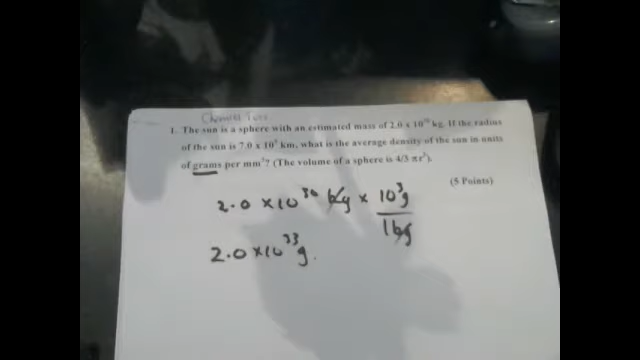 Chemist Tess
1. The sun is a sphere with an estimated mass of 2.0 x 10³⁰ kg. If the radius
of the sun is 7.0 x 10⁵ km, what is the average density of the sun in units
of grams per mm³? (The volume of a sphere is 4/3 πr³).
(5 Points)
2.0 × 10³⁰ kg × 10³g
1kg
2.0 × 10³³ g.